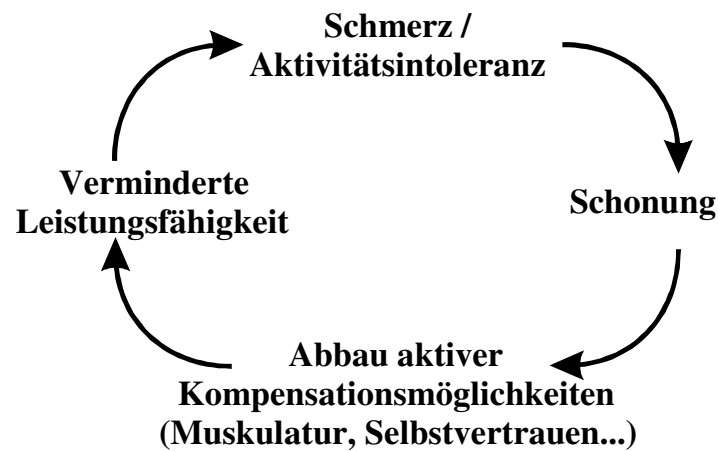 Schmerz /
Aktivitätsintoleranz
Schonung
Abbau aktiver
Kompensationsmöglichkeiten
(Muskulatur, Selbstvertrauen...)
Verminderte
Leistungsfähigkeit